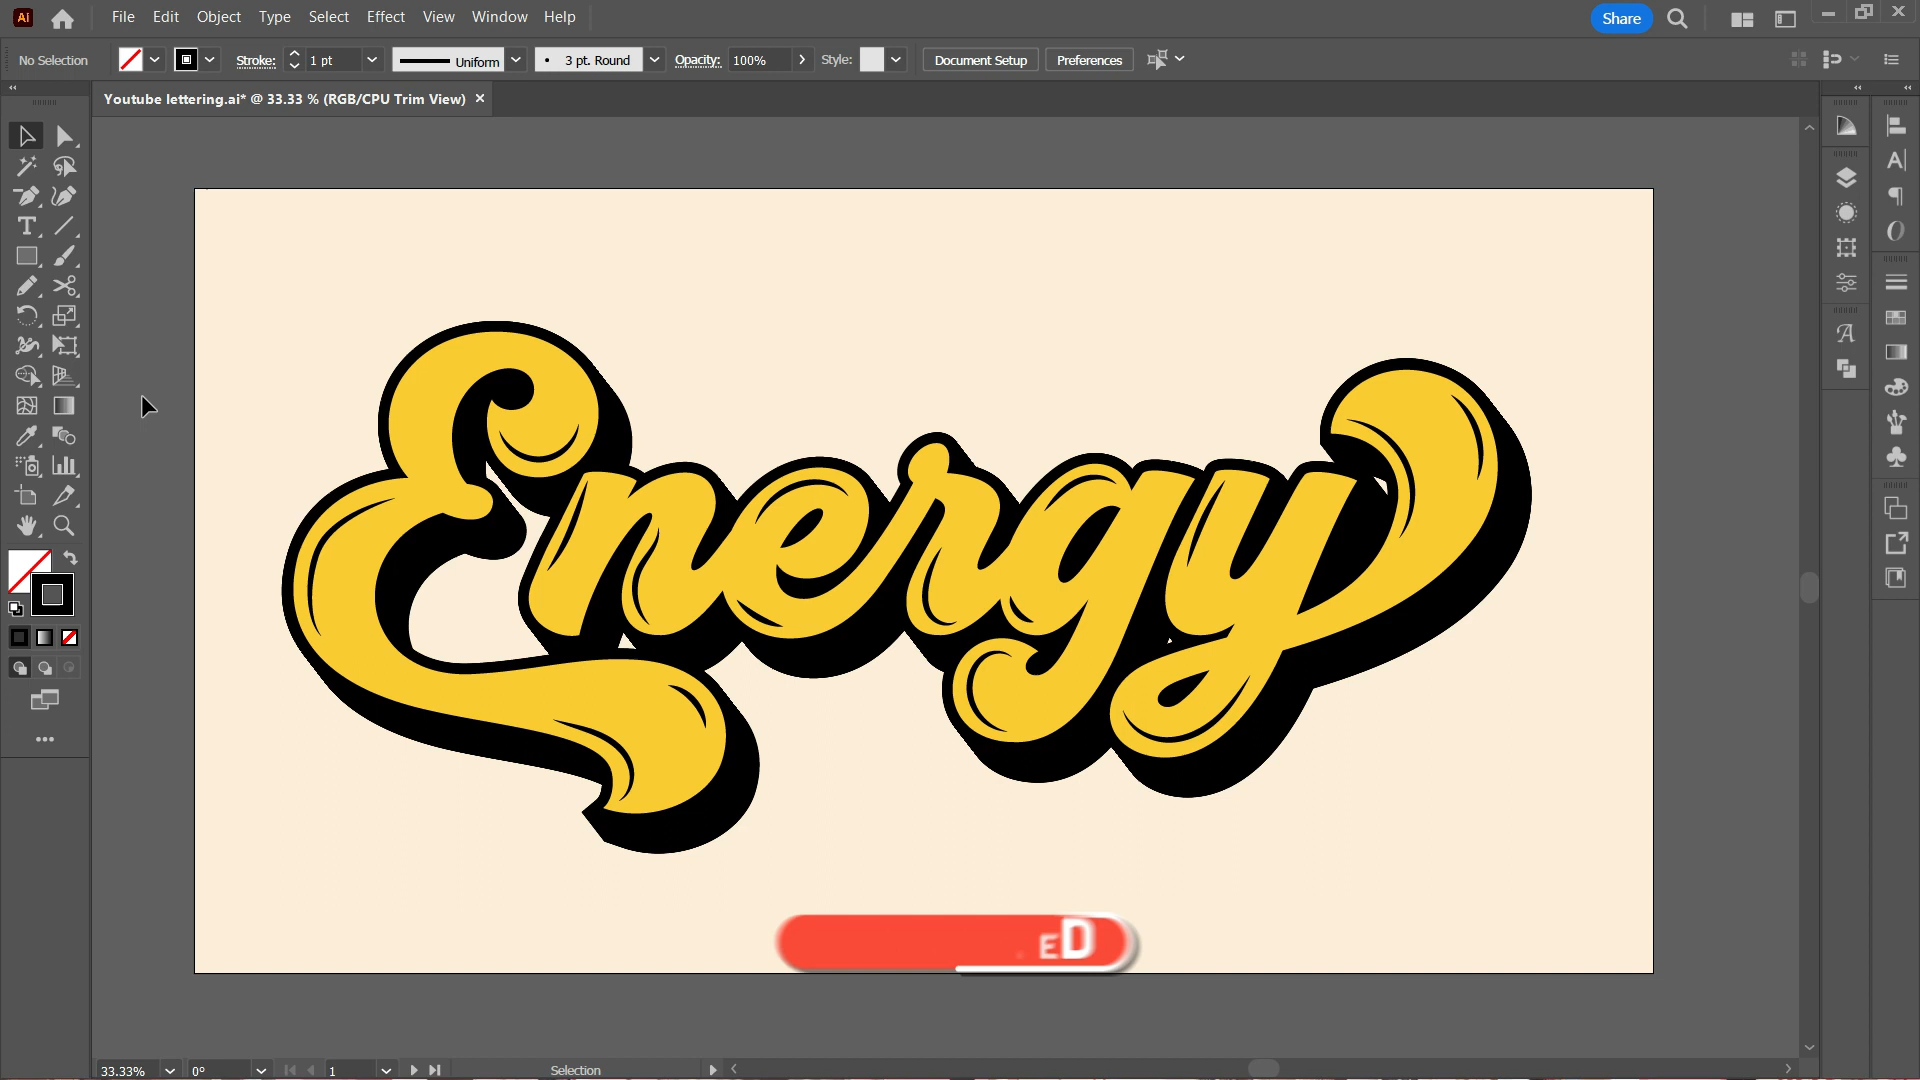 Ai File Edit Object Type Select Effect View Window Help Share
No Selection Stroke: 1 pt Uniform 3 pt. Round Opacity: 100% Style: Document Setup Preferences
Youtube lettering.ai* @ 33.33 % (RGB/CPU Trim View)
Energy
33.33% 0° 1 Selection